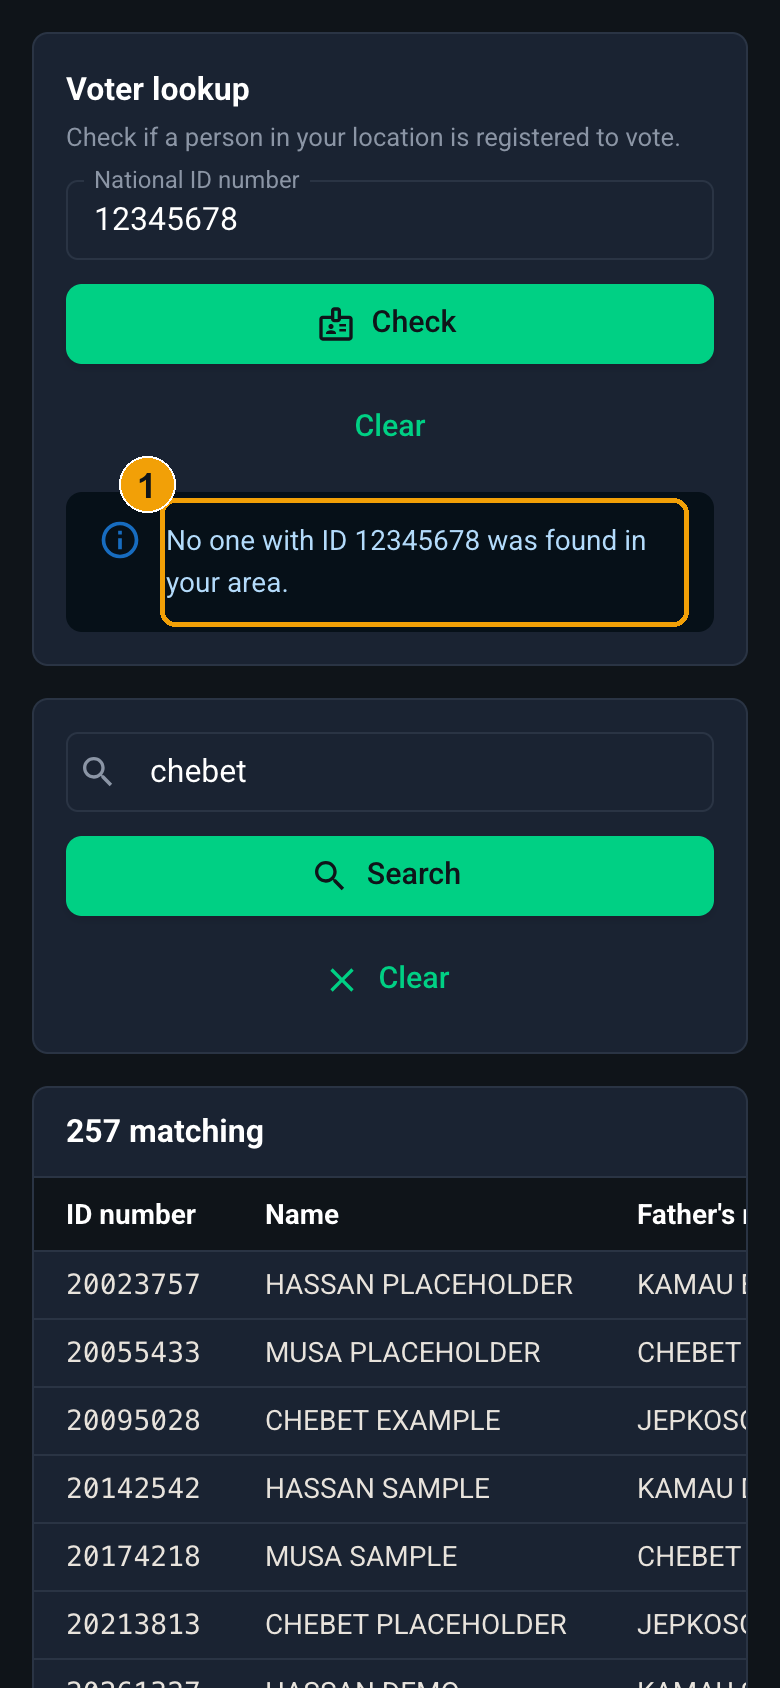 Voter lookup
Check if a person in your location is registered to vote.
National ID number
12345678
Check
Clear
1
No one with ID 12345678 was found in
your area.
chebet
Search
Clear
257 matching
ID number Name Father's
20023757 HASSAN PLACEHOLDER KAMAU
20055433 MUSA PLACEHOLDER CHEBET
20095028 CHEBET EXAMPLE
20142542 HASSAN SAMPLE KAMAU
20174218 MUSA SAMPLE CHEBET
20213813 CHEBET PLACEHOLDER